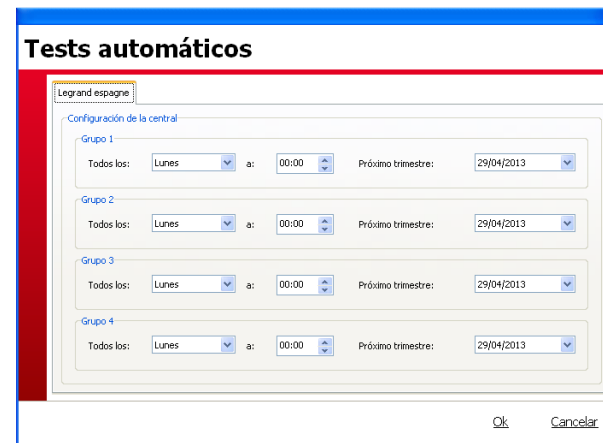 Tests automáticos
Legrand espagne
Configuración de la central
Grupo 1
Todos los: Lunes a: 00:00 Próximo trimestre: 29/04/2013
Grupo 2
Todos los: Lunes a: 00:00 Próximo trimestre: 29/04/2013
Grupo 3
Todos los: Lunes a: 00:00 Próximo trimestre: 29/04/2013
Grupo 4
Todos los: Lunes a: 00:00 Próximo trimestre: 29/04/2013
Ok Cancelar